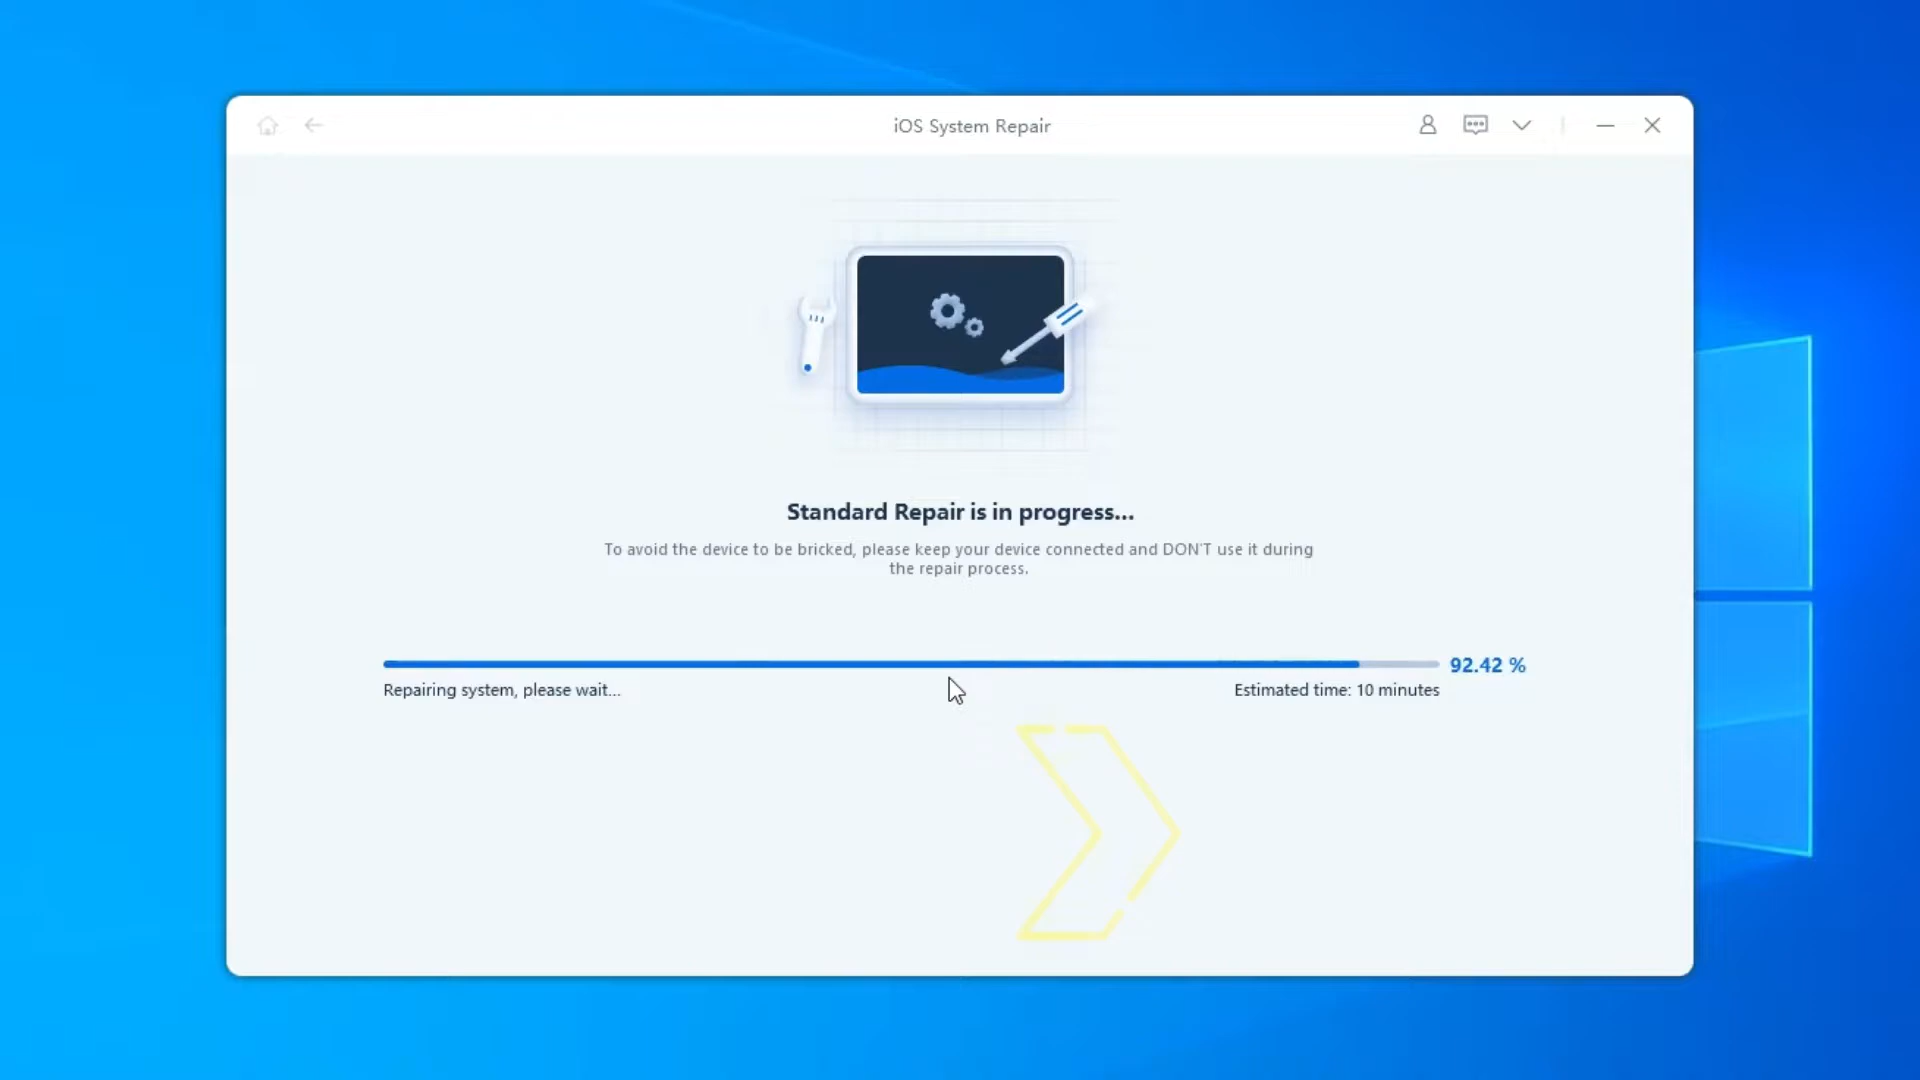 iOS System Repair
Standard Repair is in progress...
To avoid the device to be bricked, please keep your device connected and DON'T use it during
the repair process.
92.42 %
Repairing system, please wait...
Estimated time: 10 minutes